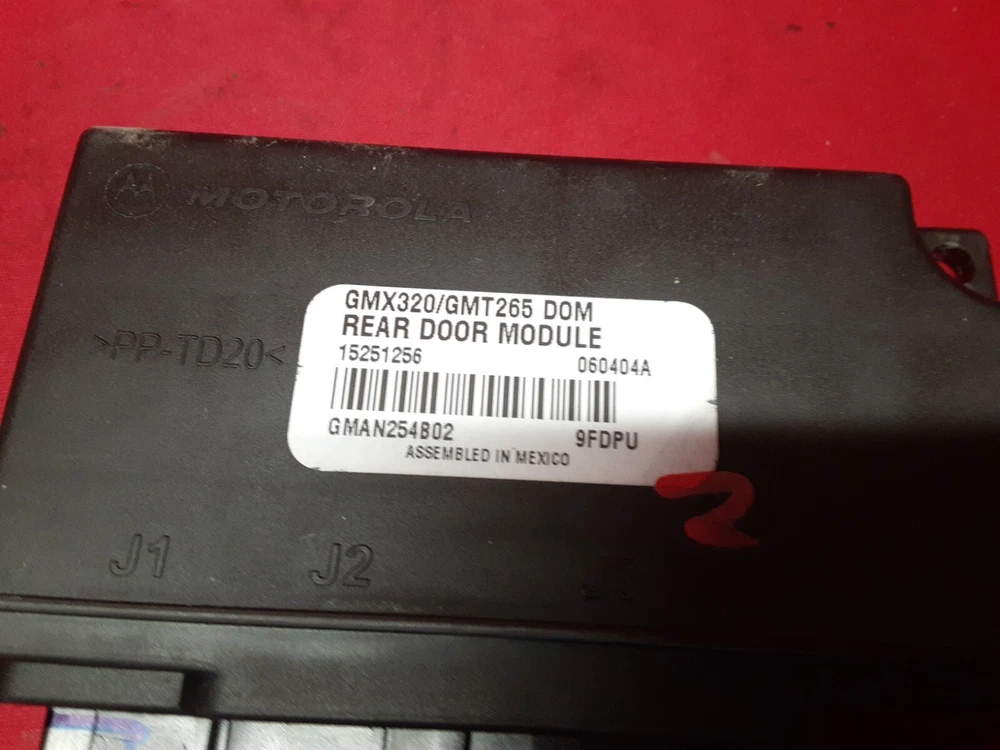 MOTOROLA
GMX320/GMT265 DOM
REAR DOOR MODULE
>PP-TD20<
15251256 060404A
GMAN254B02 9FDPU
ASSEMBLED IN MEXICO
2
J1 J2